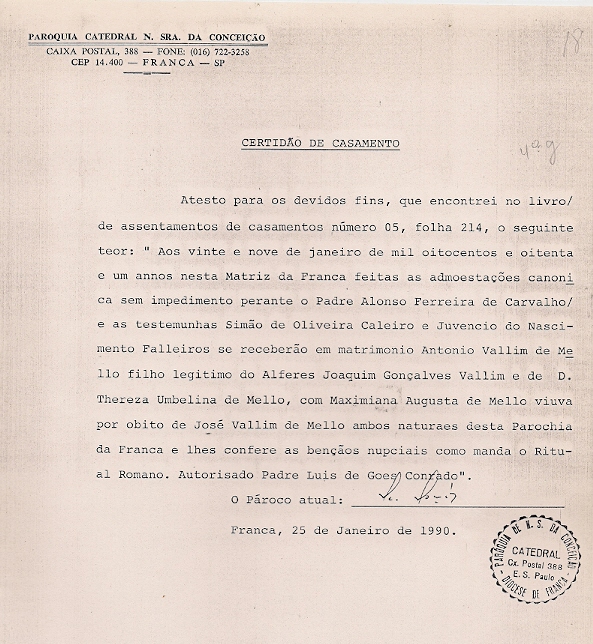 PAROQUIA CATEDRAL N. SRA. DA CONCEIÇÃO
CAIXA POSTAL, 388 — FONE: (016) 722-3258
CEP 14.400 — FRANCA — SP
18
4ª g
CERTIDÃO DE CASAMENTO
Atesto para os devidos fins, que encontrei no livro/
de assentamentos de casamentos número 05, folha 214, o seguinte
teor: " Aos vinte e nove de janeiro de mil oitocentos e oitenta
e um annos nesta Matriz da Franca feitas as admoestações canoni
ca sem impedimento perante o Padre Alonso Ferreira de Carvalho/
e as testemunhas Simão de Oliveira Caleiro e Juvencio do Nasci-
mento Falleiros se receberão em matrimonio Antonio Vallim de Me
llo filho legitimo do Alferes Joaquim Gonçalves Vallim e de D.
Thereza Umbelina de Mello, com Maximiana Augusta de Mello viuva
por obito de José Vallim de Mello ambos naturaes desta Parochia
da Franca e lhes confere as bençãos nupciais como manda o Ritu-
al Romano. Autorisado Padre Luis de Goes Conrado".
O Pároco atual:
Franca, 25 de Janeiro de 1990.
PARÓQUIA DE N. S. DA CONCEIÇÃO
CATEDRAL
Cx. Postal 388
E. S. Paulo
DIOCESE DE FRANCA